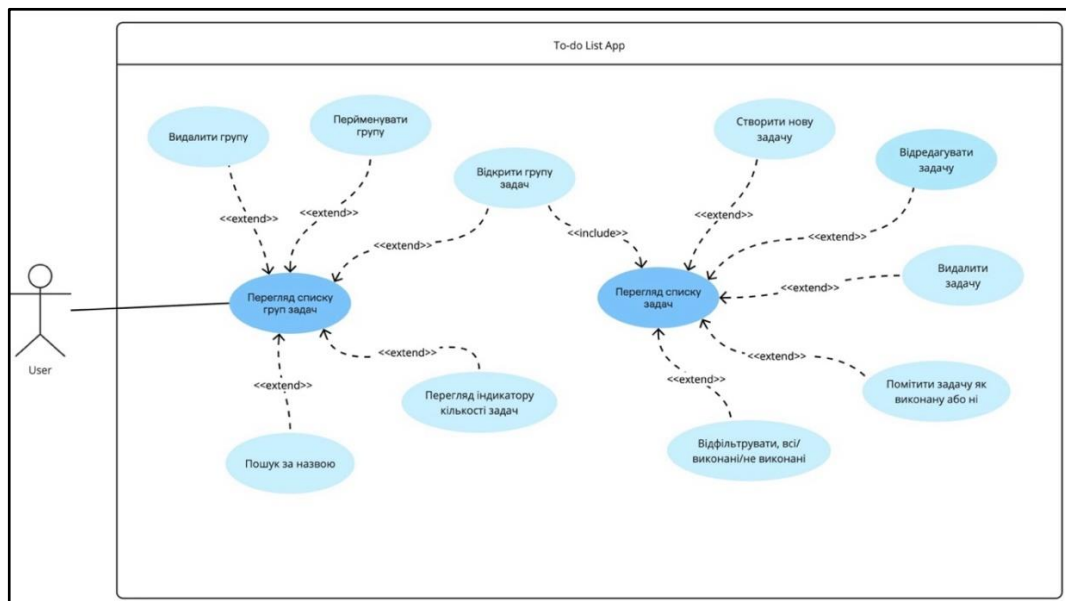 To-do List App
Видалити групу
Перйменувати
групу
Відкрити групу
задач
Створити нову
задачу
Відредагувати
задачу
<<extend>>
<<extend>>
<<extend>>
<<include>>
<<extend>>
<<extend>>
Перегляд списку
груп задач
Перегляд списку
задач
Видалити
задачу
<<extend>>
User
<<extend>>
<<extend>>
<<extend>>
<<extend>>
Перегляд індикатору
кількості задач
Помітити задачу як
виконану або ні
Пошук за назвою
Відфільтрувати, всі/
виконані/не виконані